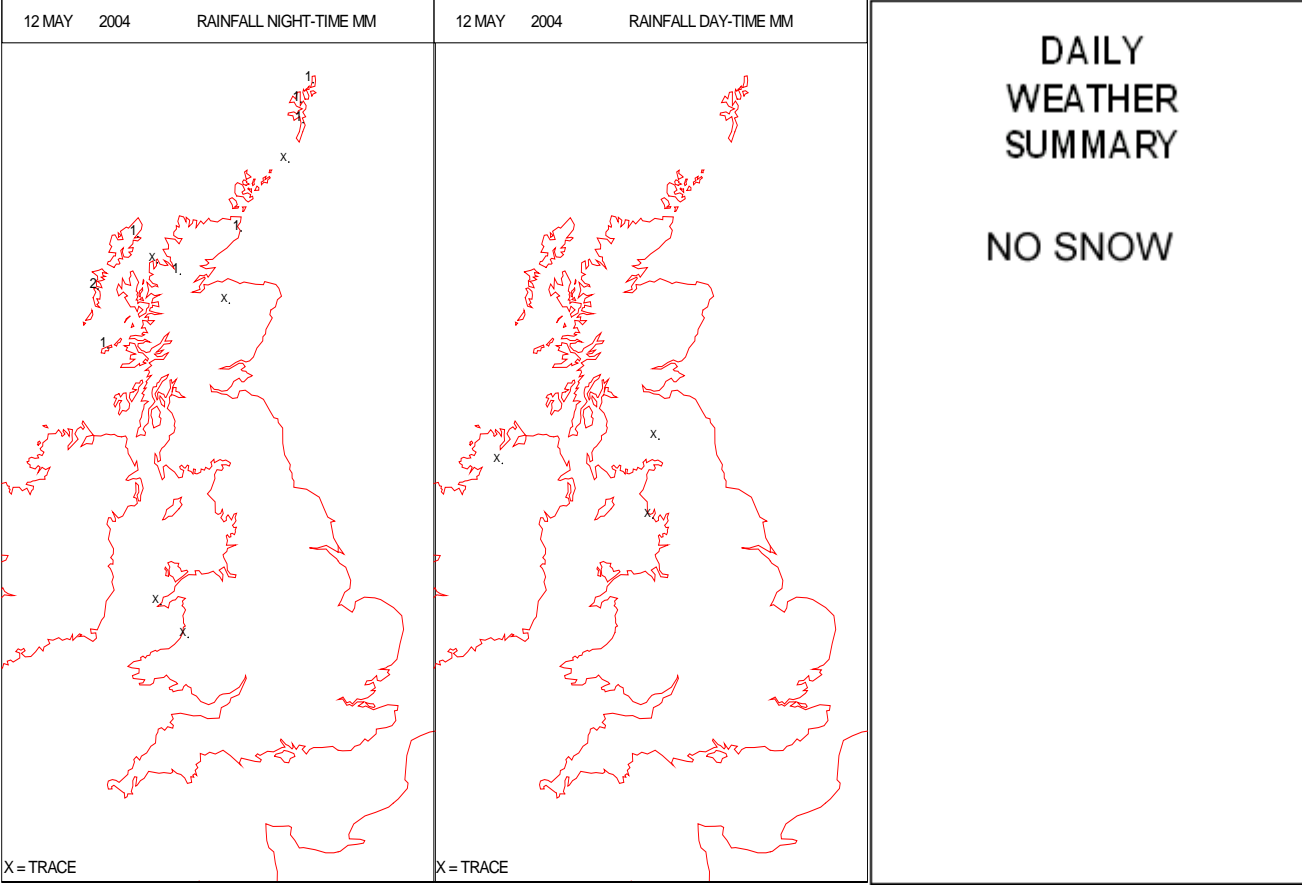 12 MAY 2004 RAINFALL NIGHT-TIME MM
1.
1.
1.
X.
1.
1.
X.
1.
2.
X.
1.
X.
X.
X = TRACE
12 MAY 2004 RAINFALL DAY-TIME MM
X.
X.
X.
X = TRACE
DAILY
WEATHER
SUMMARY
NO SNOW